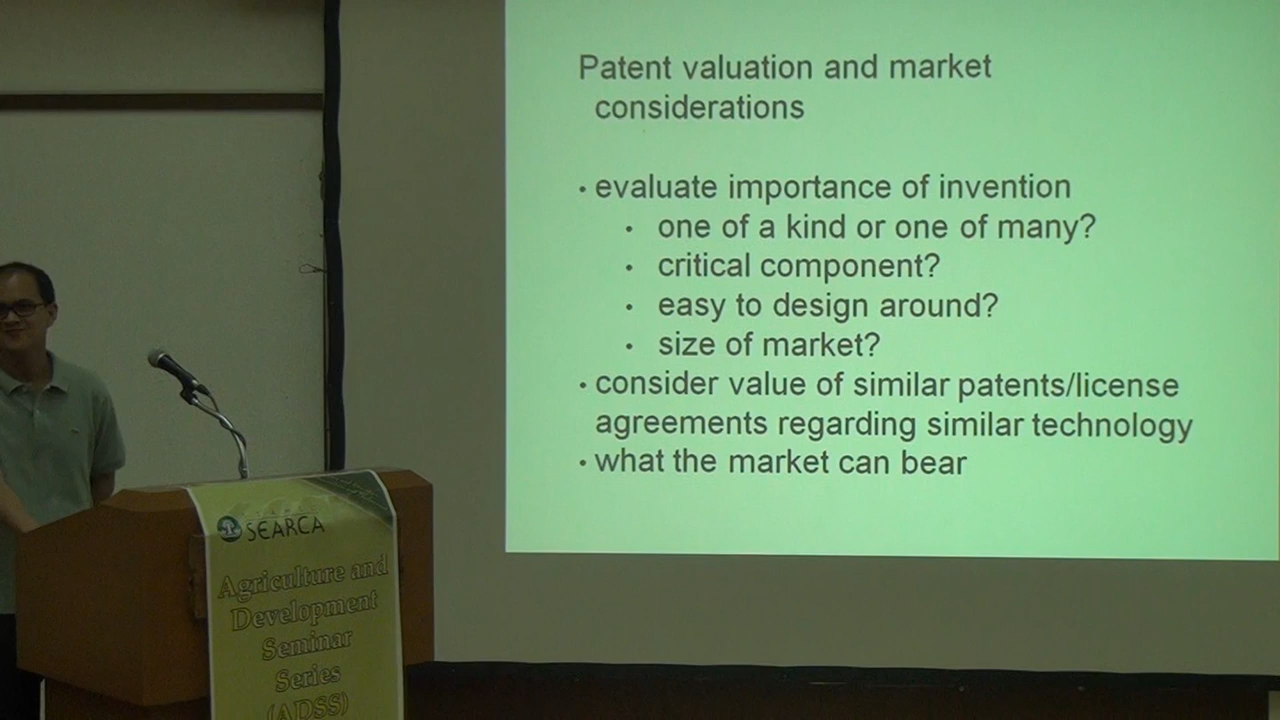 Patent valuation and market
considerations
• evaluate importance of invention
• one of a kind or one of many?
• critical component?
• easy to design around?
• size of market?
• consider value of similar patents/license
agreements regarding similar technology
• what the market can bear
SEARCA
Agriculture and
Development
Seminar
Series
(ADSS)